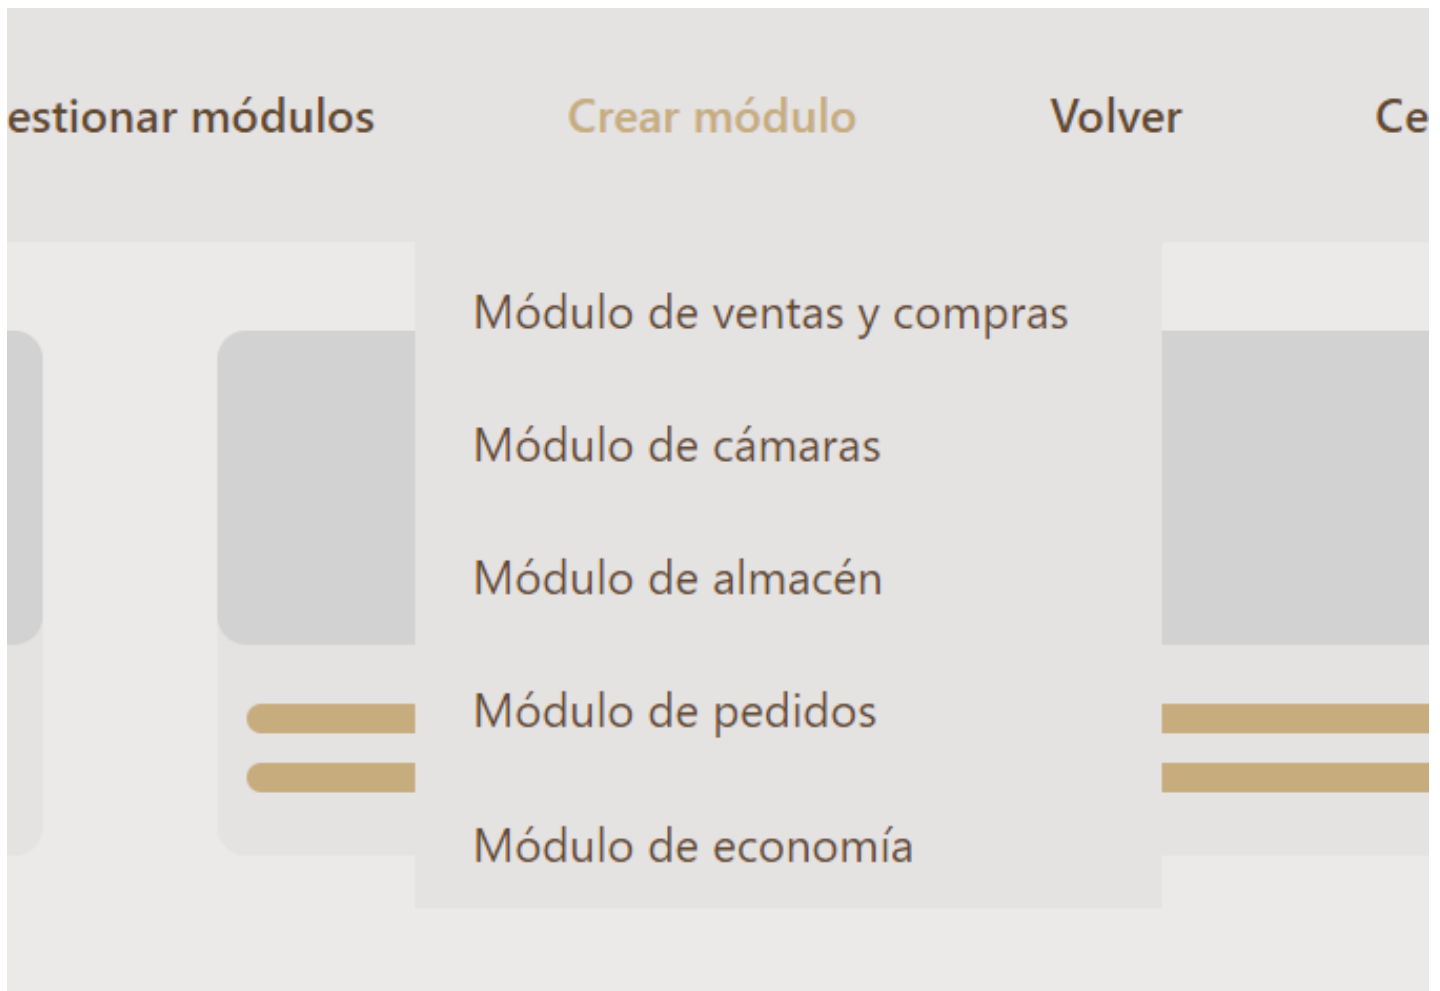 estionar módulos
Crear módulo
Volver
Ce
Módulo de ventas y compras
Módulo de cámaras
Módulo de almacén
Módulo de pedidos
Módulo de economía